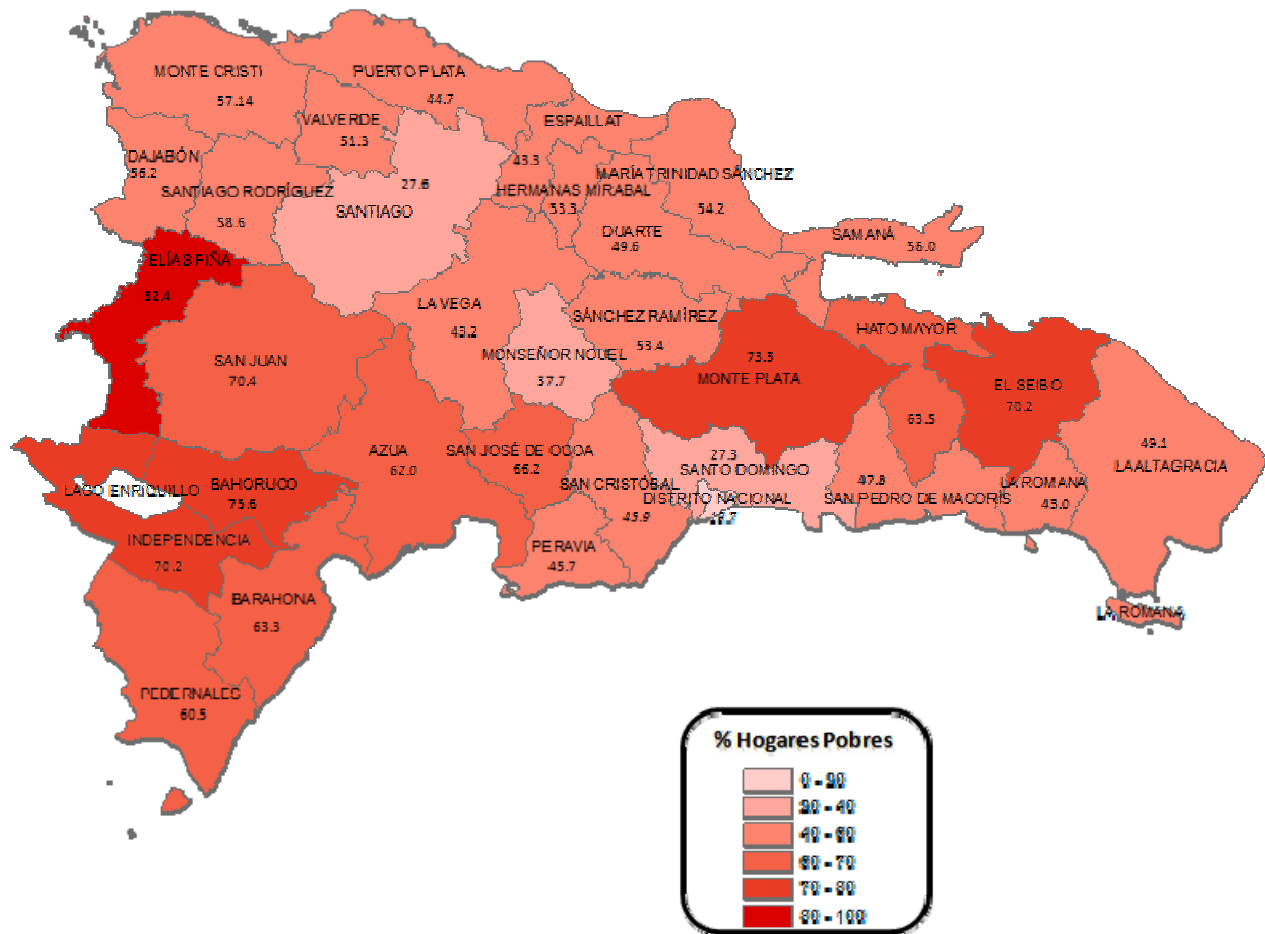 MONTE CRISTI
57.14
PUERTO PLATA
44.7
VALVERDE
51.3
ESPAILLAT
43.3
DAJABÓN
56.2
SANTIAGO RODRÍGUEZ
58.6
27.6
SANTIAGO
HERMANAS MIRABAL
53.3
MARÍA TRINIDAD SÁNCHEZ
54.2
DUARTE
49.6
SAMANÁ
56.0
ELÍAS PIÑA
82.4
SAN JUAN
70.4
LA VEGA
43.2
MONSEÑOR NOUEL
37.7
SÁNCHEZ RAMÍREZ
53.4
73.5
MONTE PLATA
HATO MAYOR
63.5
EL SEIBO
70.2
49.1
LA ALTAGRACIA
AZUA
62.0
SAN JOSÉ DE OCOA
66.2
SAN CRISTÓBAL
45.9
27.3
SANTO DOMINGO
DISTRITO NACIONAL
47.8
SAN PEDRO DE MACORÍS
LA ROMANA
43.0
LAGO ENRIQUILLO
BAHORUCO
75.6
INDEPENDENCIA
70.2
PERAVIA
45.7
BARAHONA
63.3
LA ROMANA
PEDERNALES
60.5
% Hogares Pobres
20 - 40
40 - 60
60 - 70
70 - 80
80 - 100